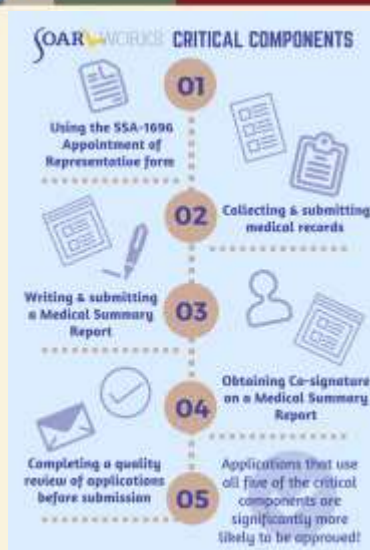 SOAR WORKS CRITICAL COMPONENTS
01
Using the SSA-1696
Appointment of
Representative form
02
Collecting & submitting
medical records
Writing & submitting
a Medical Summary
Report
03
04
Obtaining Co-signature
on a Medical Summary
Report
Completing a quality
review of applications
before submission
05
Applications that use
all five of the critical
components are
significantly more
likely to be approved!